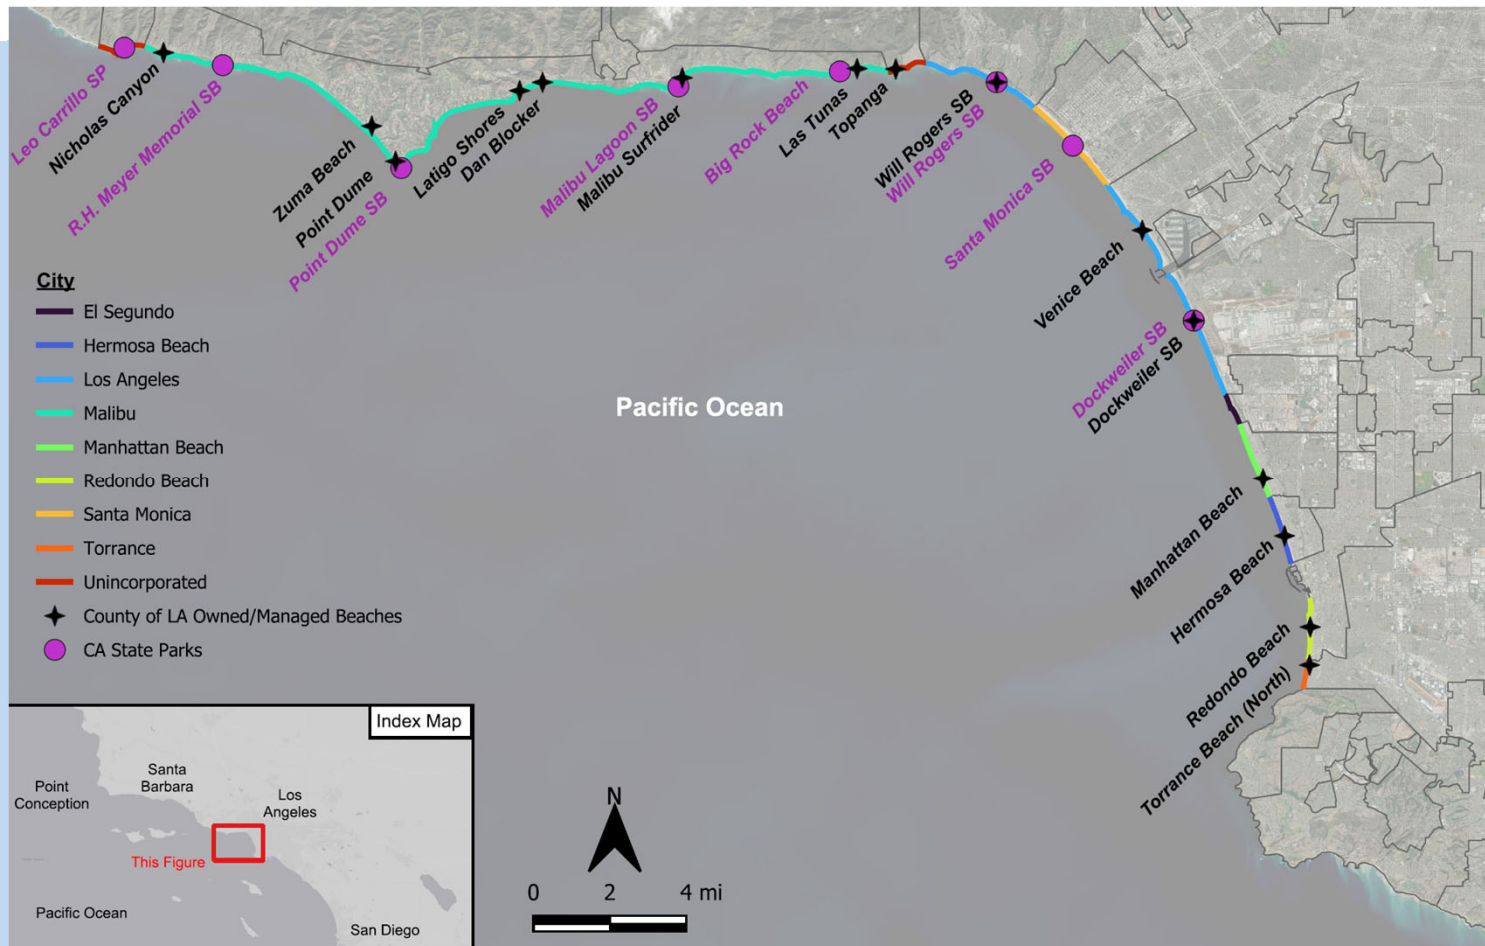 Leo Carrillo SP
Nicholas Canyon
R.H. Meyer Memorial SB
Zuma Beach
Point Dume
Point Dume SB
Latigo Shores
Dan Blocker
Malibu Lagoon SB
Malibu Surfrider
Big Rock Beach
Las Tunas
Topanga
Will Rogers SB
Will Rogers SB
Santa Monica SB
Venice Beach
Dockweiler SB
Dockweiler SB
Manhattan Beach
Hermosa Beach
Redondo Beach
Torrance Beach (North)
Pacific Ocean
City
El Segundo
Hermosa Beach
Los Angeles
Malibu
Manhattan Beach
Redondo Beach
Santa Monica
Torrance
Unincorporated
County of LA Owned/Managed Beaches
CA State Parks
Index Map
Point
Conception
Santa
Barbara
Los
Angeles
This Figure
Pacific Ocean
San Diego
N
0 2 4 mi